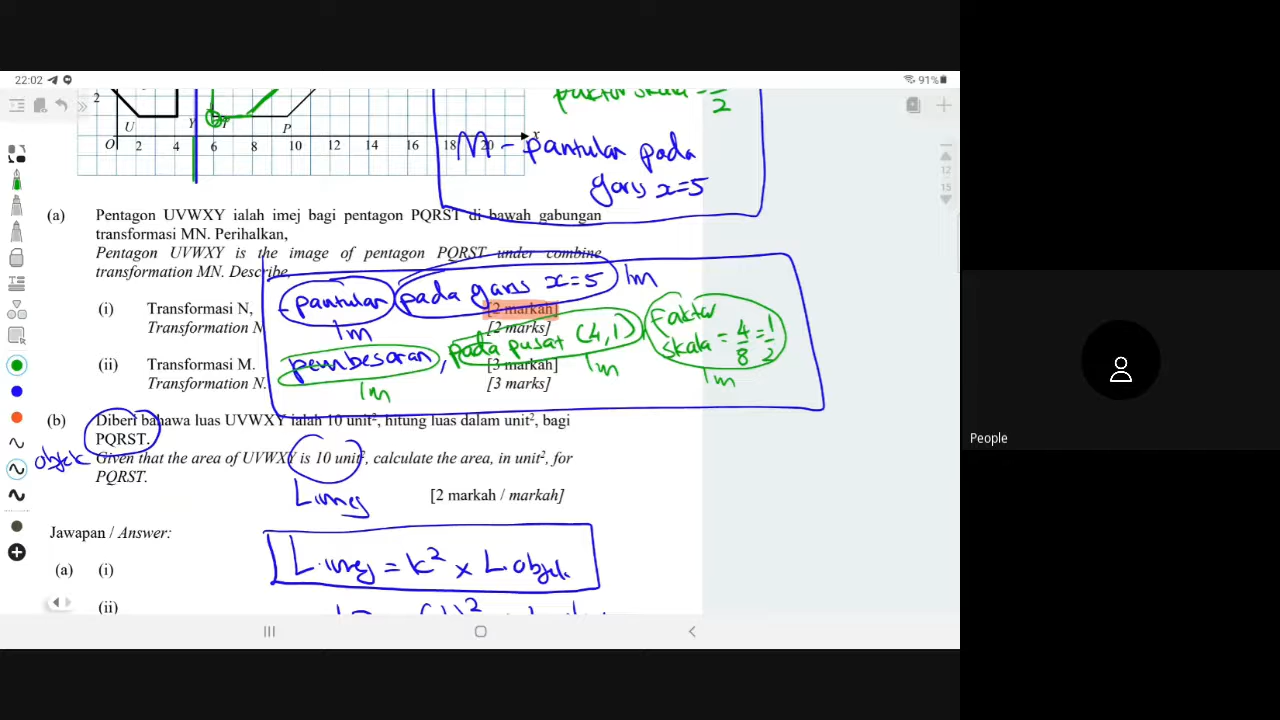 22:02
91%
2
U
Y
T
P
x
O 2 4 6 8 10 12 14 16 18 20
faktor skala = 1/2
M - pantulan pada
garis x=5
12
15
(a) Pentagon UVWXY ialah imej bagi pentagon PQRST di bawah gabungan
transformasi MN. Perihalkan,
Pentagon UVWXY is the image of pentagon PQRST under combine
transformation MN. Describe,
- pantulan pada garis x=5 1m
(i) Transformasi N, [2 markah]
Transformation N [2 marks]
1m
pembesaran, pada pusat (4,1), faktor skala = 4/8 = 1/2
1m 1m 1m
(ii) Transformasi M. [3 markah]
Transformation N. [3 marks]
(b) Diberi bahawa luas UVWXY ialah 10 unit², hitung luas dalam unit², bagi
PQRST.
objek
Given that the area of UVWXY is 10 unit², calculate the area, in unit², for
PQRST.
L imej
[2 markah / markah]
Jawapan / Answer:
L.imej = k² x L objek
(a) (i)
(ii)
People